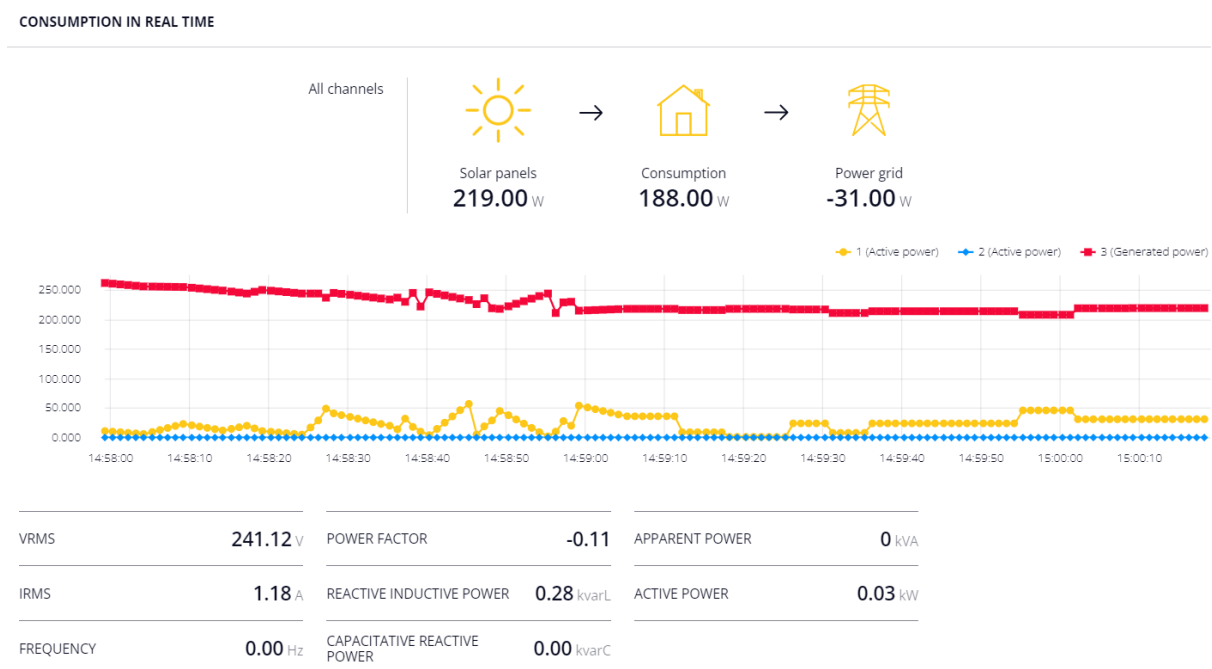 CONSUMPTION IN REAL TIME
All channels
Solar panels
219.00 W
Consumption
188.00 W
Power grid
-31.00 W
1 (Active power) 2 (Active power) 3 (Generated power)
250.000
200.000
150.000
100.000
50.000
0.000
14:58:00 14:58:10 14:58:20 14:58:30 14:58:40 14:58:50 14:59:00 14:59:10 14:59:20 14:59:30 14:59:40 14:59:50 15:00:00 15:00:10
VRMS 241.12 V POWER FACTOR -0.11 APPARENT POWER 0 kVA
IRMS 1.18 A REACTIVE INDUCTIVE POWER 0.28 kvarL ACTIVE POWER 0.03 kW
FREQUENCY 0.00 Hz CAPACITATIVE REACTIVE
POWER 0.00 kvarC